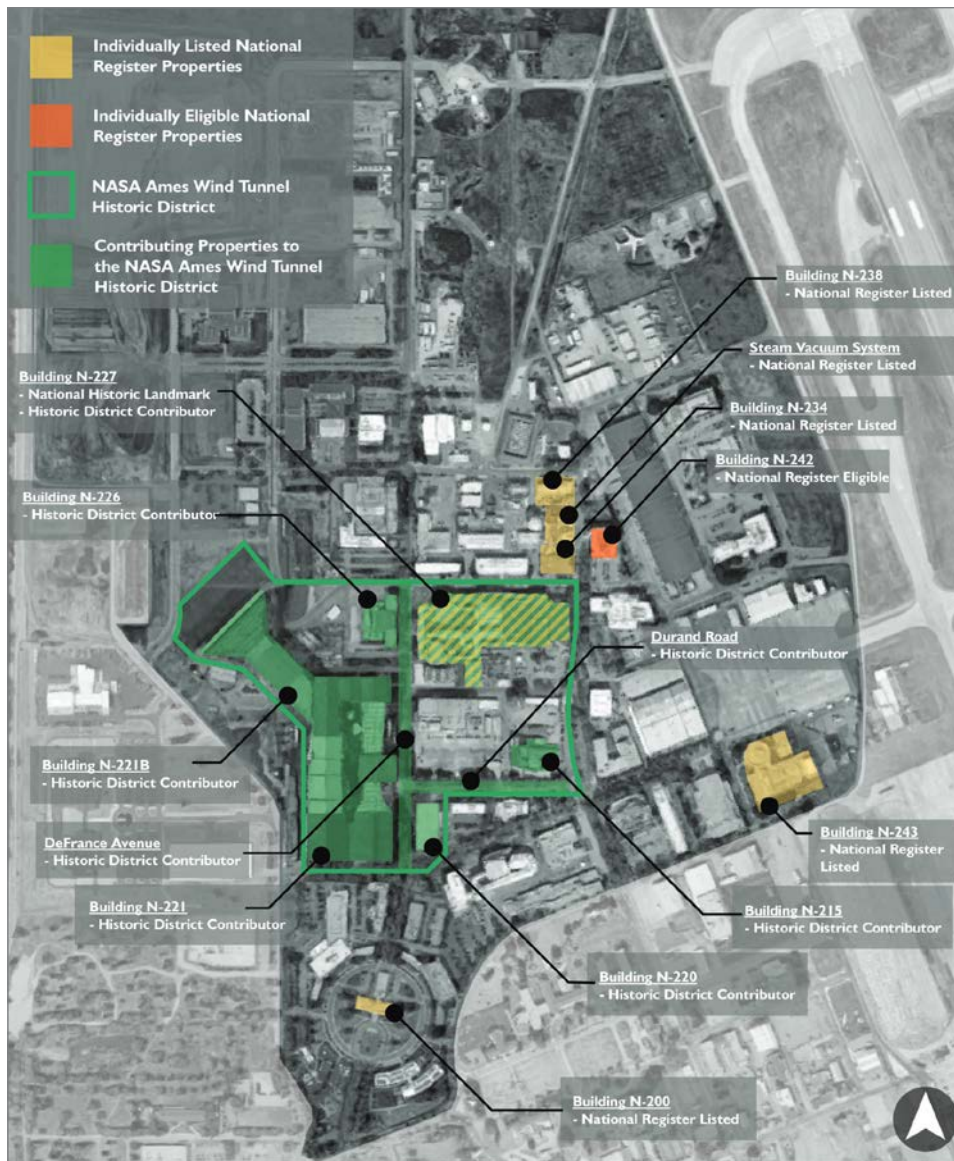 Individually Listed National
Register Properties
Individually Eligible National
Register Properties
NASA Ames Wind Tunnel
Historic District
Contributing Properties to
the NASA Ames Wind Tunnel
Historic District
Building N-238
- National Register Listed
Steam Vacuum System
- National Register Listed
Building N-234
- National Register Listed
Building N-242
- National Register Eligible
Building N-227
- National Historic Landmark
- Historic District Contributor
Building N-226
- Historic District Contributor
Durand Road
- Historic District Contributor
Building N-221B
- Historic District Contributor
DeFrance Avenue
- Historic District Contributor
Building N-221
- Historic District Contributor
Building N-243
- National Register
Listed
Building N-215
- Historic District Contributor
Building N-220
- Historic District Contributor
Building N-200
- National Register Listed